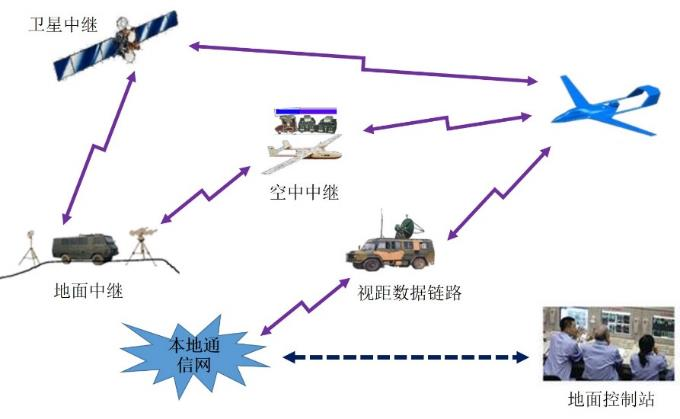 卫星中继
空中中继
地面中继
视距数据链路
本地通
信网
地面控制站